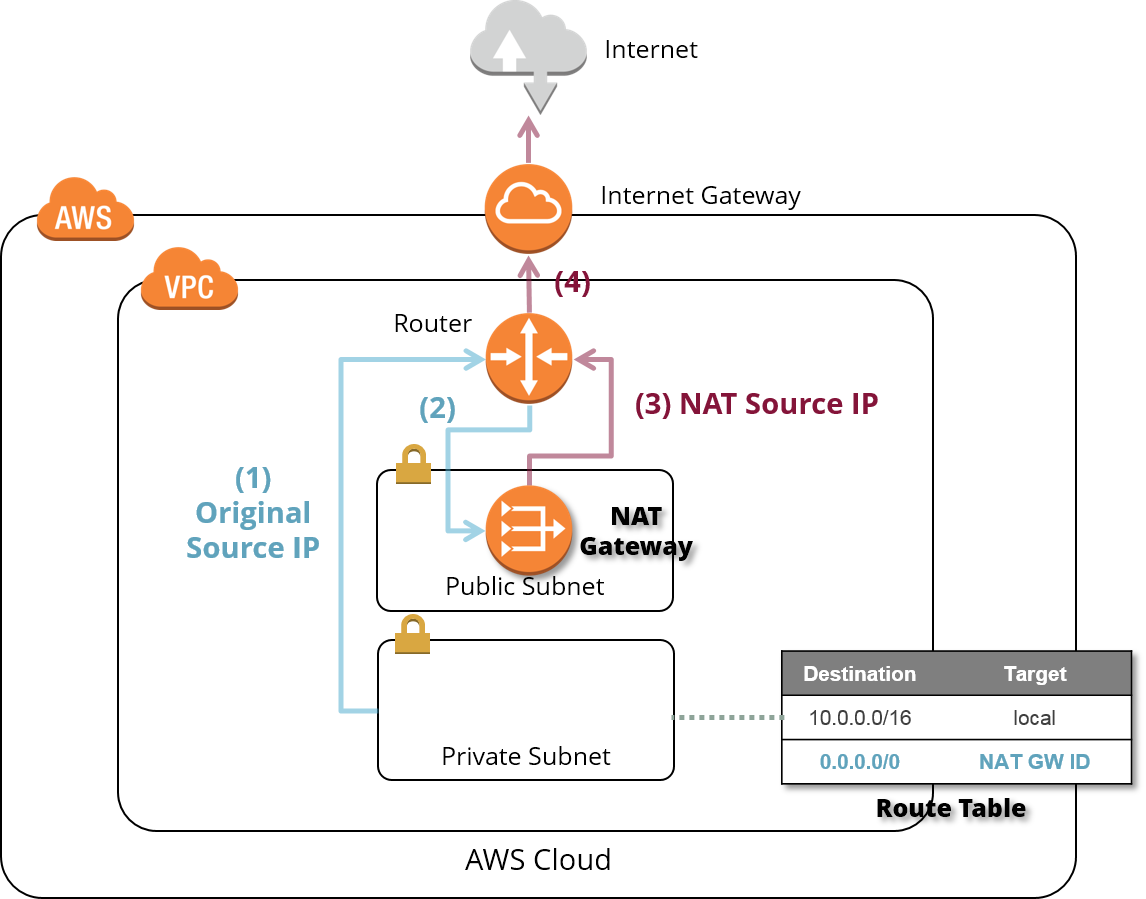 Internet
Internet Gateway
AWS
(4)
VPC
Router
(3) NAT Source IP
(2)
(1)
Original
Source IP
NAT
Gateway
Public Subnet
Destination Target
10.0.0.0/16 local
0.0.0.0/0 NAT GW ID
Private Subnet
Route Table
AWS Cloud